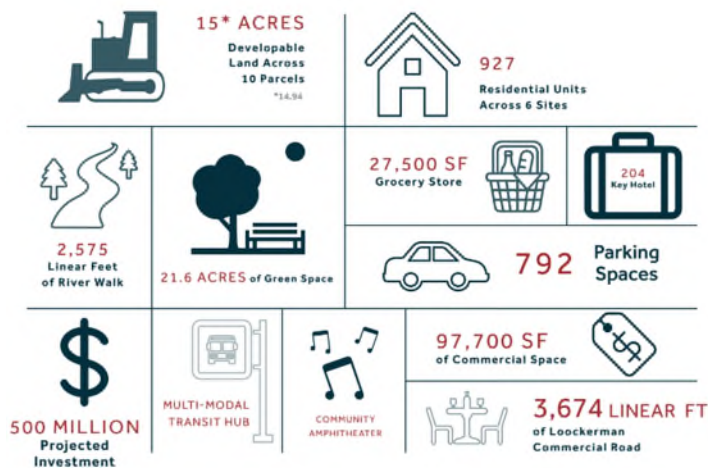 15* ACRES
Developable
Land Across
10 Parcels
*14.94
927
Residential Units
Across 6 Sites
2,575
Linear Feet
of River Walk
21.6 ACRES of Green Space
27,500 SF
Grocery Store
204
Key Hotel
792 Parking
Spaces
500 MILLION
Projected
Investment
MULTI-MODAL
TRANSIT HUB
COMMUNITY
AMPHITHEATER
97,700 SF
of Commercial Space
3,674 LINEAR FT
of Loockerman
Commercial Road